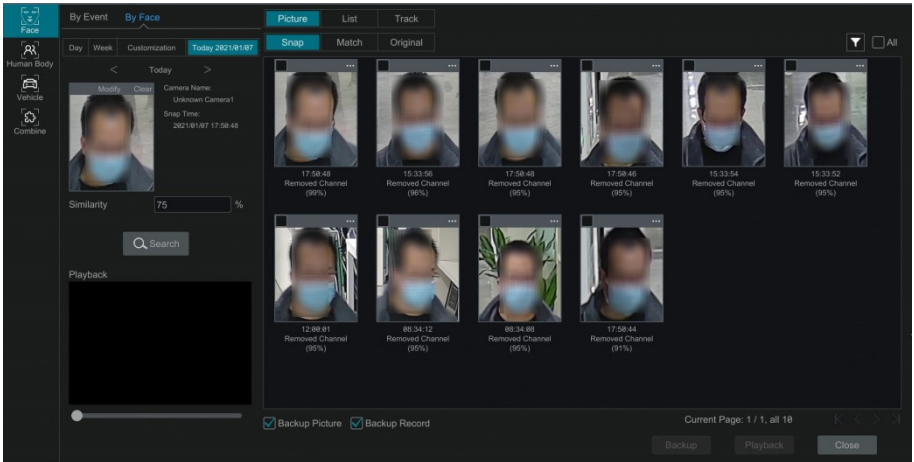 Face
Human Body
Vehicle
Combine
By Event By Face
Day Week Customization Today 2021/01/07
< Today >
Modify Clear
Camera Name:
Unknown Camera1
Snap Time:
2021/01/07 17:50:48
Similarity 75 %
Search
Playback
Picture List Track
Snap Match Original
All
17:50:48 15:33:56 17:50:48 17:50:46 15:33:54 15:33:52
Removed Channel Removed Channel Removed Channel Removed Channel Removed Channel Removed Channel
(99%) (96%) (95%) (95%) (95%) (95%)
12:00:01 08:34:12 08:34:08 17:50:44
Removed Channel Removed Channel Removed Channel Removed Channel
(95%) (95%) (95%) (91%)
Backup Picture Backup Record
Current Page: 1 / 1, all 10
Backup Playback Close